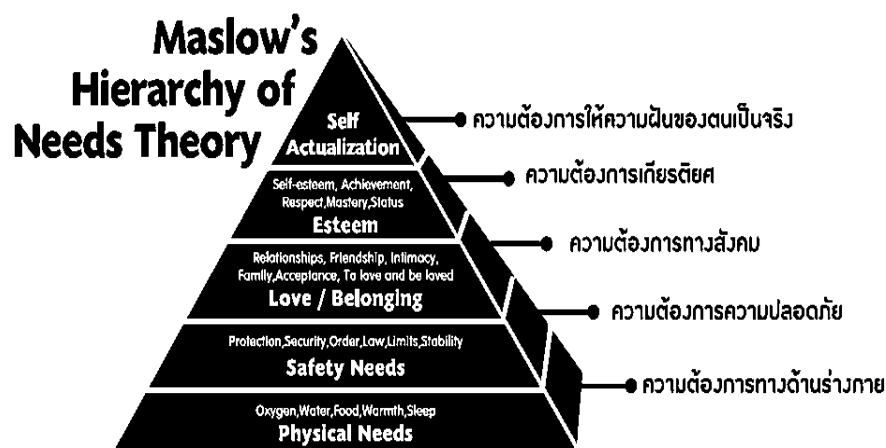 Maslow's
Hierarchy of
Needs Theory
Self
Actualization
ความต้องการให้ความฝันของตนเป็นจริง
Self-esteem, Achievement,
Respect,Mastery,Status
Esteem
ความต้องการเกียรติยศ
Relationships, Friendship, Intimacy,
Family,Acceptance, To love and be loved
Love / Belonging
ความต้องการทางสังคม
Protection,Security,Order,Law,Limits,Stability
Safety Needs
ความต้องการความปลอดภัย
Oxygen,Water,Food,Warmth,Sleep
Physical Needs
ความต้องการทางด้านร่างกาย